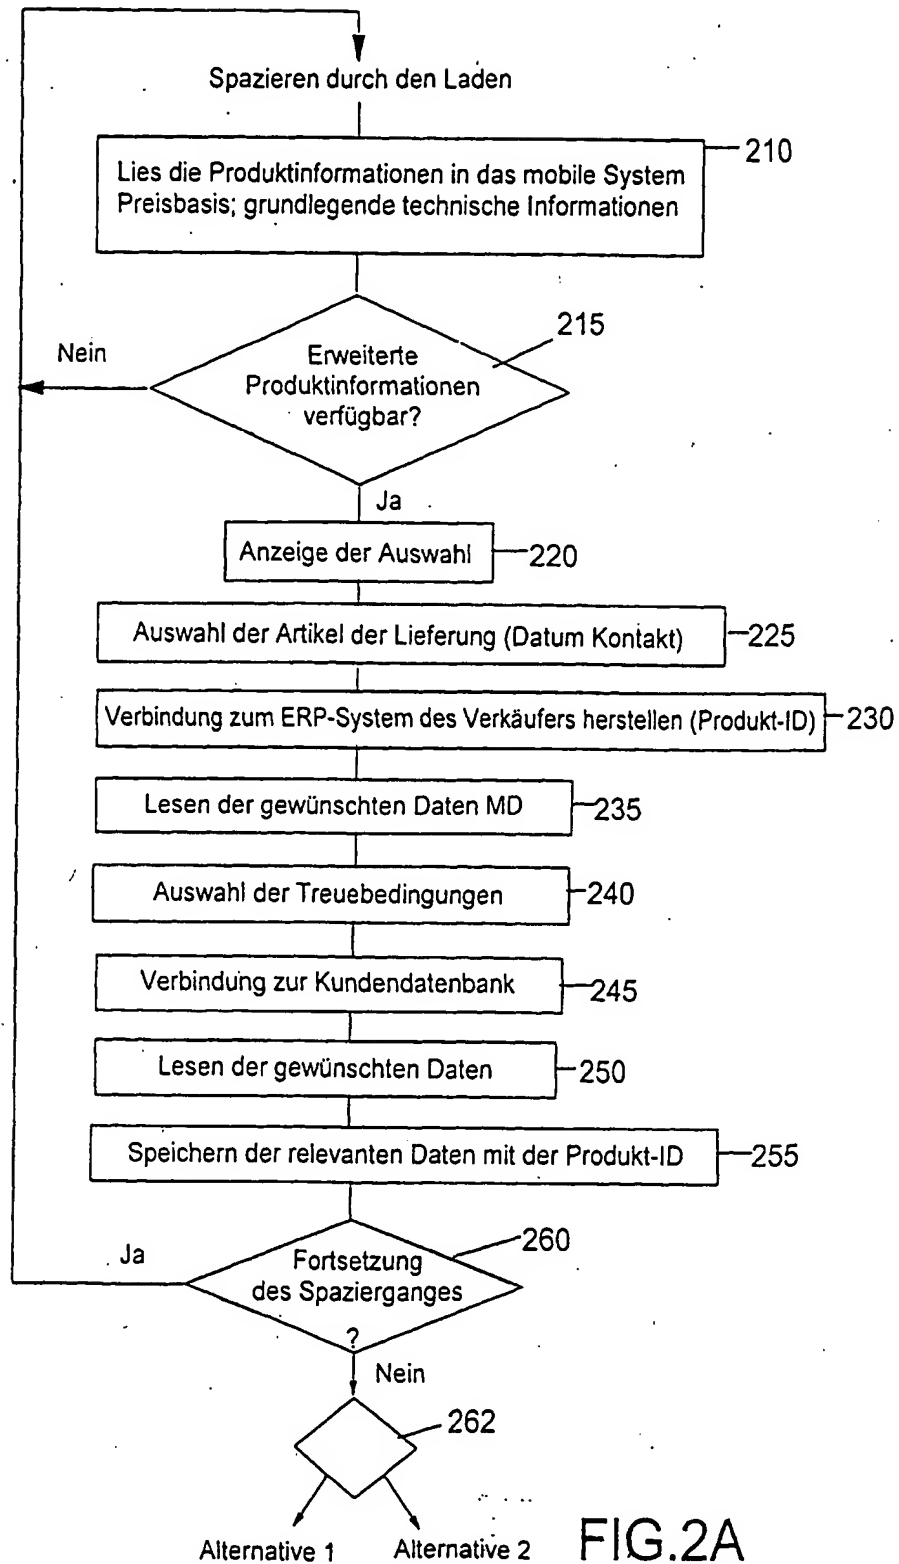 Spazieren durch den Laden
Lies die Produktinformationen in das mobile System
Preisbasis; grundlegende technische Informationen
210
Erweiterte
Produktinformationen
verfügbar?
215
Nein
Ja
Anzeige der Auswahl
220
Auswahl der Artikel der Lieferung (Datum Kontakt)
225
Verbindung zum ERP-System des Verkäufers herstellen (Produkt-ID)
230
Lesen der gewünschten Daten MD
235
Auswahl der Treuebedingungen
240
Verbindung zur Kundendatenbank
245
Lesen der gewünschten Daten
250
Speichern der relevanten Daten mit der Produkt-ID
255
Ja
Fortsetzung
des Spazierganges
?
260
Nein
262
Alternative 1
Alternative 2
FIG.2A